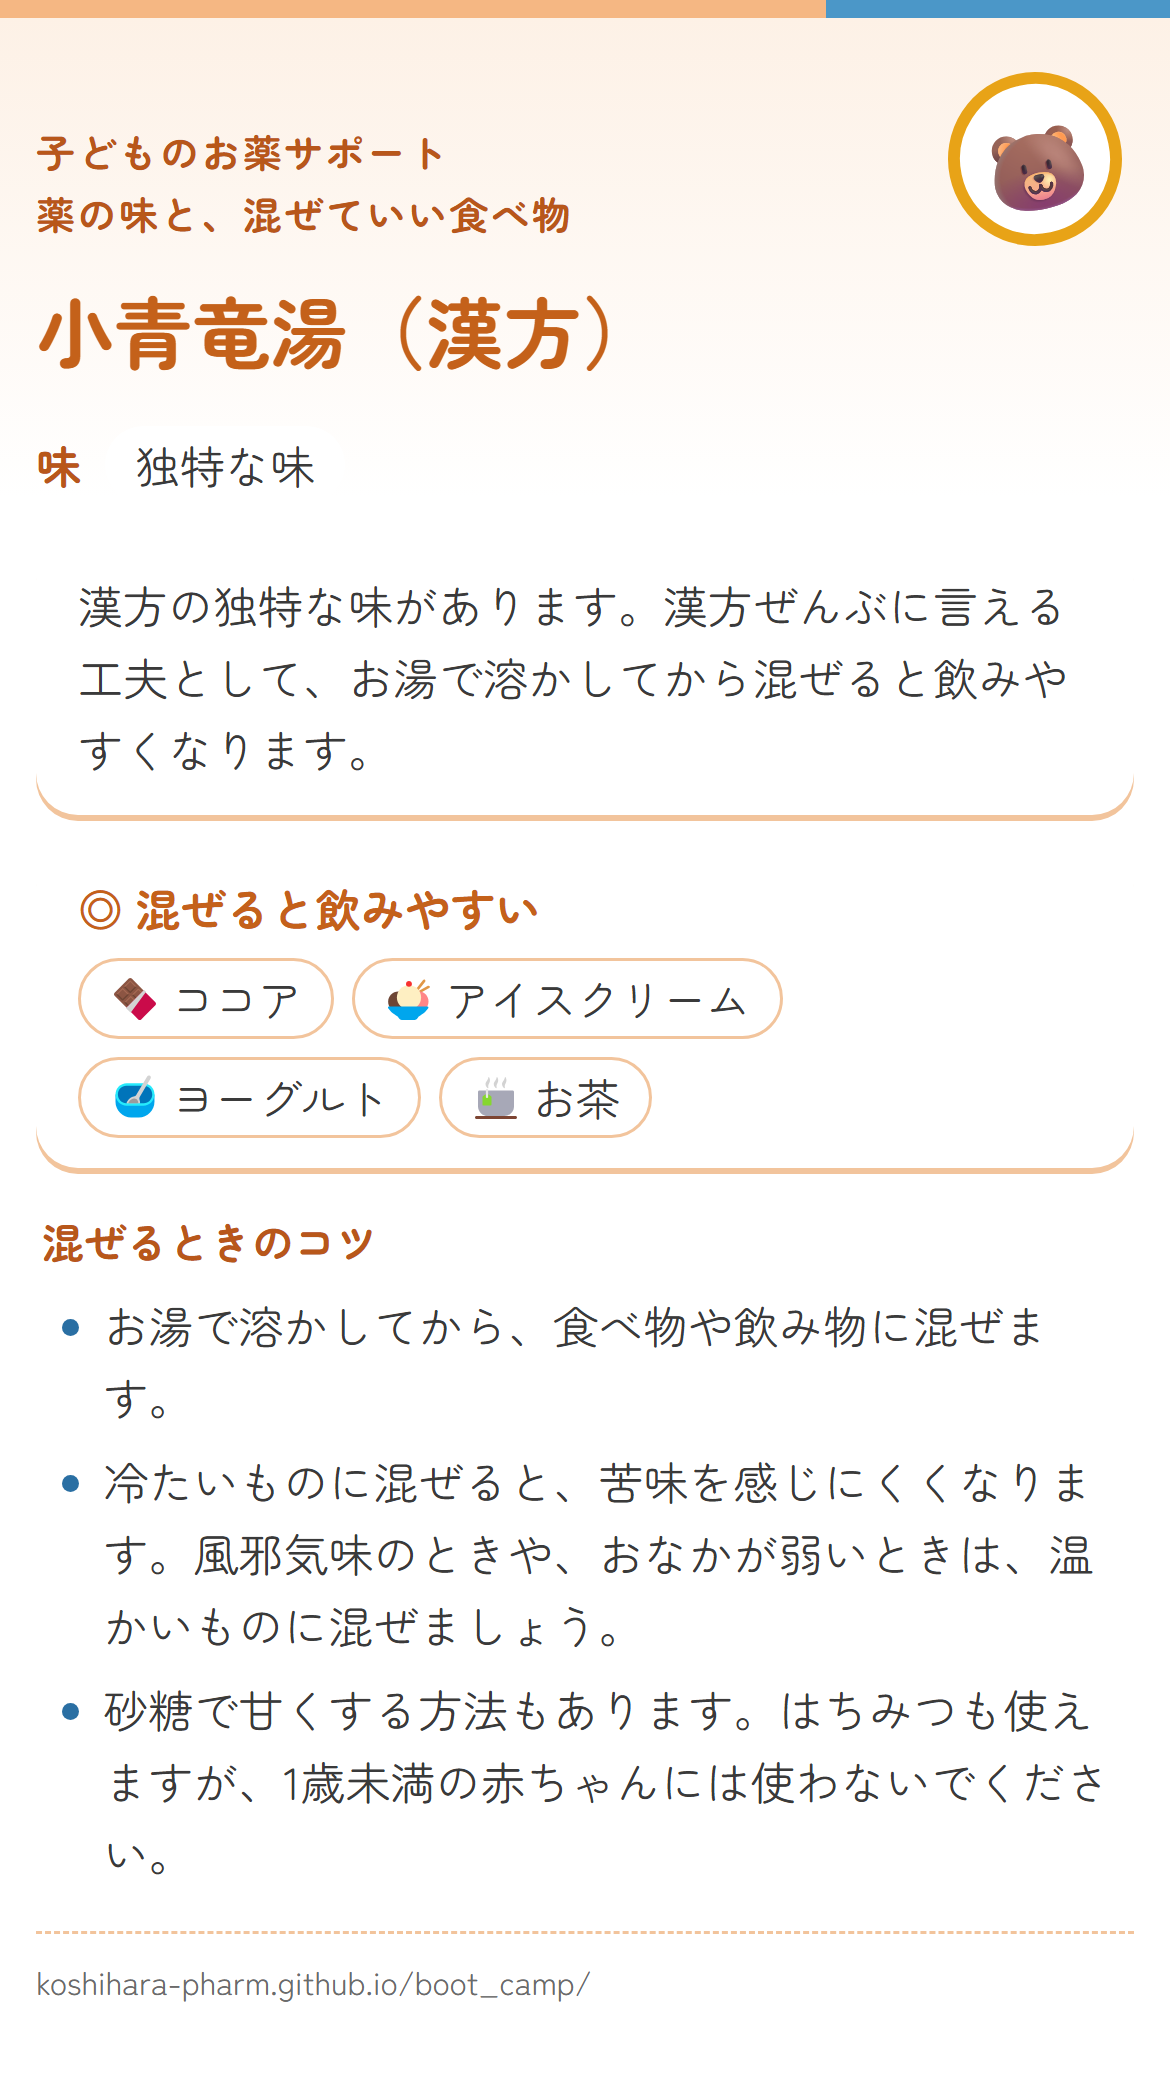 子どものお薬サポート
薬の味と、混ぜていい食べ物
小青竜湯（漢方）
味 独特な味
漢方の独特な味があります。漢方ぜんぶに言える
工夫として、お湯で溶かしてから混ぜると飲みや
すくなります。
◎ 混ぜると飲みやすい
ココア アイスクリーム
ヨーグルト お茶
混ぜるときのコツ
お湯で溶かしてから、食べ物や飲み物に混ぜま
す。
冷たいものに混ぜると、苦味を感じにくくなりま
す。風邪気味のときや、おなかが弱いときは、温
かいものに混ぜましょう。
砂糖で甘くする方法もあります。はちみつも使え
ますが、1歳未満の赤ちゃんには使わないでくださ
い。
koshihara-pharm.github.io/boot_camp/